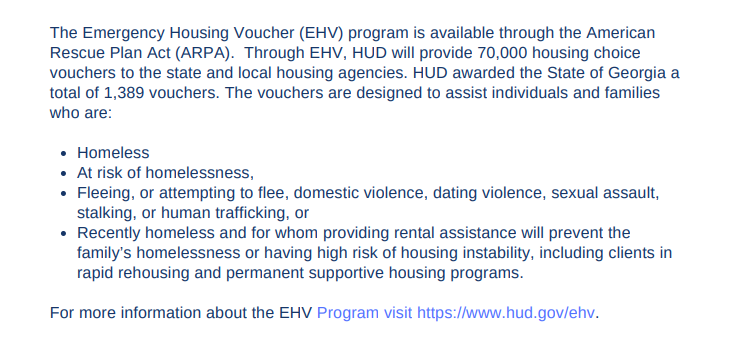 The Emergency Housing Voucher (EHV) program is available through the American
Rescue Plan Act (ARPA).  Through EHV, HUD will provide 70,000 housing choice
vouchers to the state and local housing agencies. HUD awarded the State of Georgia a
total of 1,389 vouchers. The vouchers are designed to assist individuals and families
who are:
• Homeless
• At risk of homelessness,
• Fleeing, or attempting to flee, domestic violence, dating violence, sexual assault,
stalking, or human trafficking, or
• Recently homeless and for whom providing rental assistance will prevent the
family’s homelessness or having high risk of housing instability, including clients in
rapid rehousing and permanent supportive housing programs.
For more information about the EHV Program visit https://www.hud.gov/ehv.